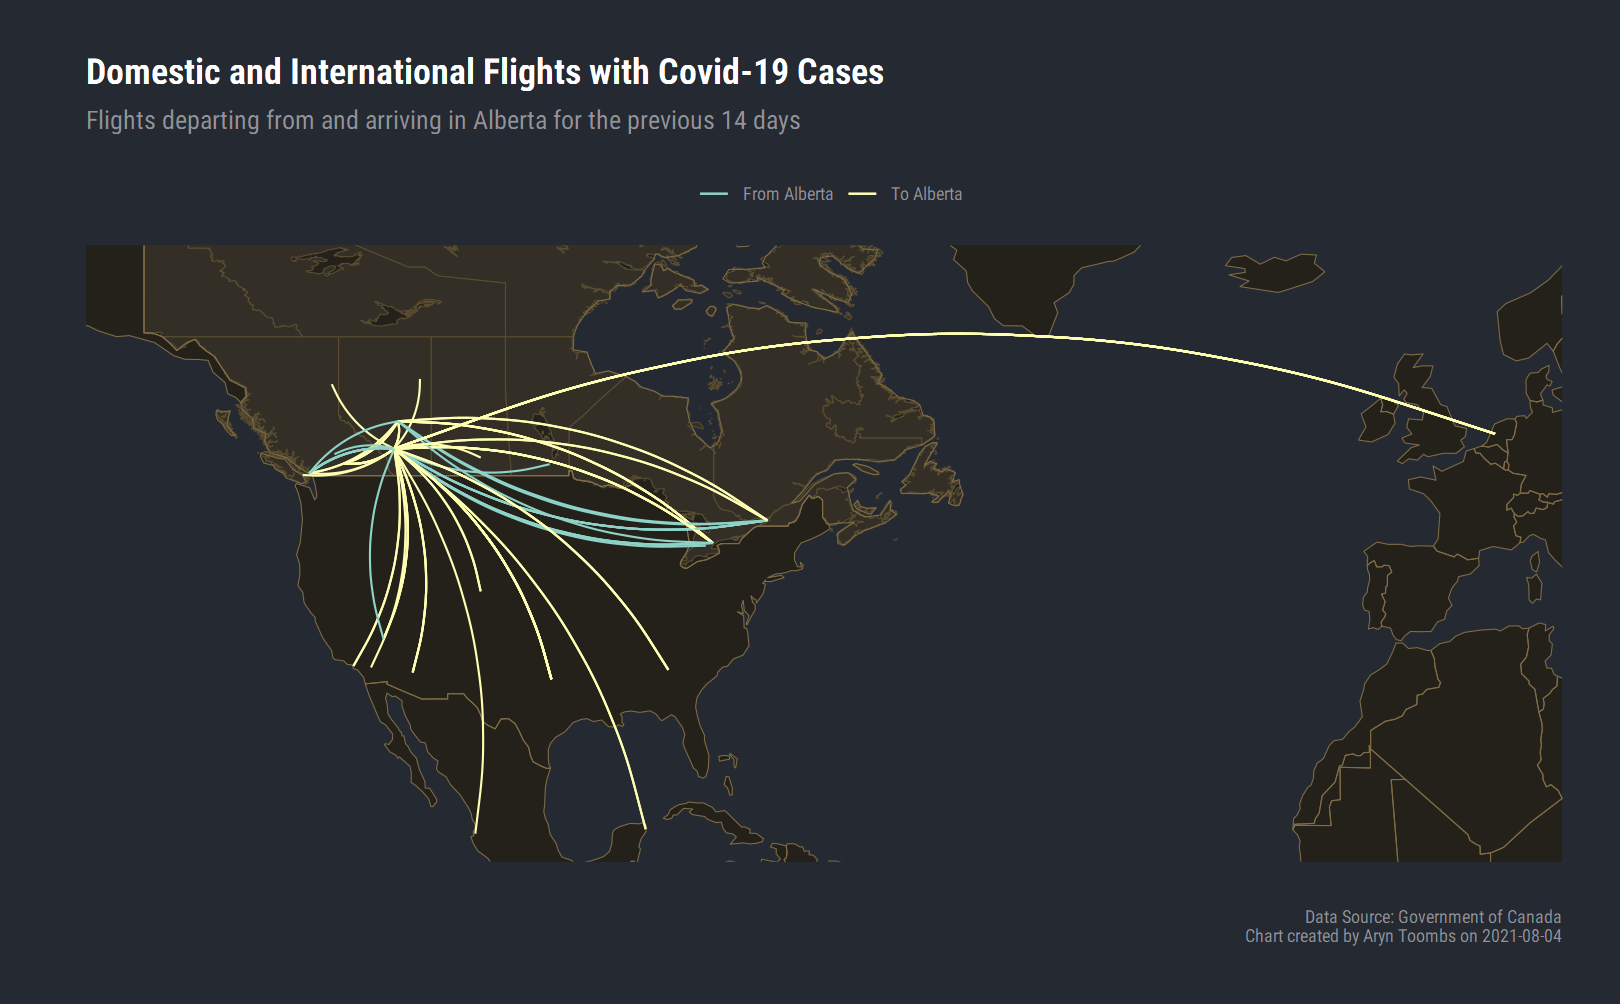 Domestic and International Flights with Covid-19 Cases
Flights departing from and arriving in Alberta for the previous 14 days
From Alberta To Alberta
Data Source: Government of Canada
Chart created by Aryn Toombs on 2021-08-04